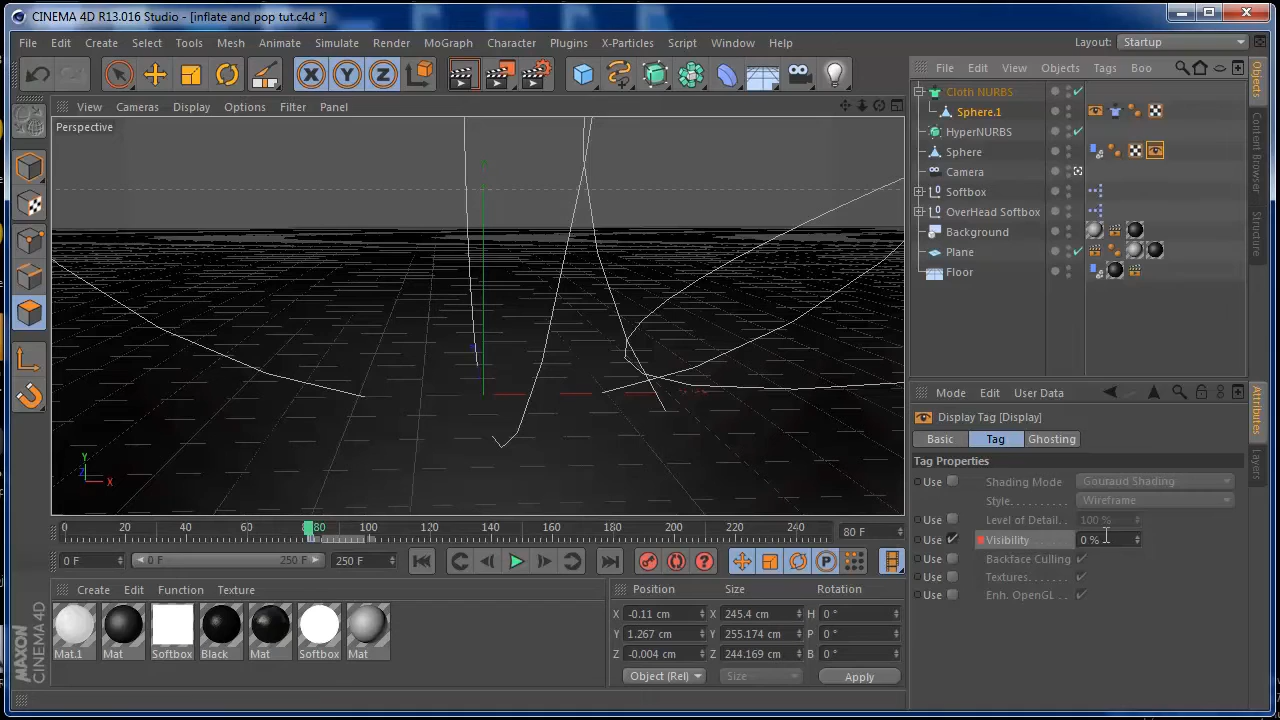 CINEMA 4D R13.016 Studio - [inflate and pop tut.c4d *]
File Edit Create Select Tools Mesh Animate Simulate Render MoGraph Character Plugins X-Particles Script Window Help Layout: Startup
X Y Z
File Edit View Objects Tags Boo
View Cameras Display Options Filter Panel
Perspective
Y
Z
X
Cloth NURBS
Sphere.1
HyperNURBS
Sphere
Camera
Softbox
OverHead Softbox
Background
Plane
Floor
Objects
Content Browser
Structure
Attributes
Layers
Mode Edit User Data
Display Tag [Display]
Basic Tag Ghosting
Tag Properties
Use Shading Mode Gouraud Shading
Style. . . . . . . . . . Wireframe
Use Level of Detail. . 100 %
Use Visibility . . . . . . . 0 %
Use Backface Culling
Use Textures. . . . . . .
Use Enh. OpenGL . . .
0 20 40 60 80 100 120 140 160 180 200 220 240 80 F
0 F 0 F 250 F 250 F
P
Create Edit Function Texture
Mat.1 Mat Softbox Black Mat Softbox Mat
MAXON
CINEMA 4D
Position Size Rotation
X -0.11 cm X 245.4 cm H 0 °
Y 1.267 cm Y 255.174 cm P 0 °
Z -0.004 cm Z 244.169 cm B 0 °
Object (Rel) Size Apply